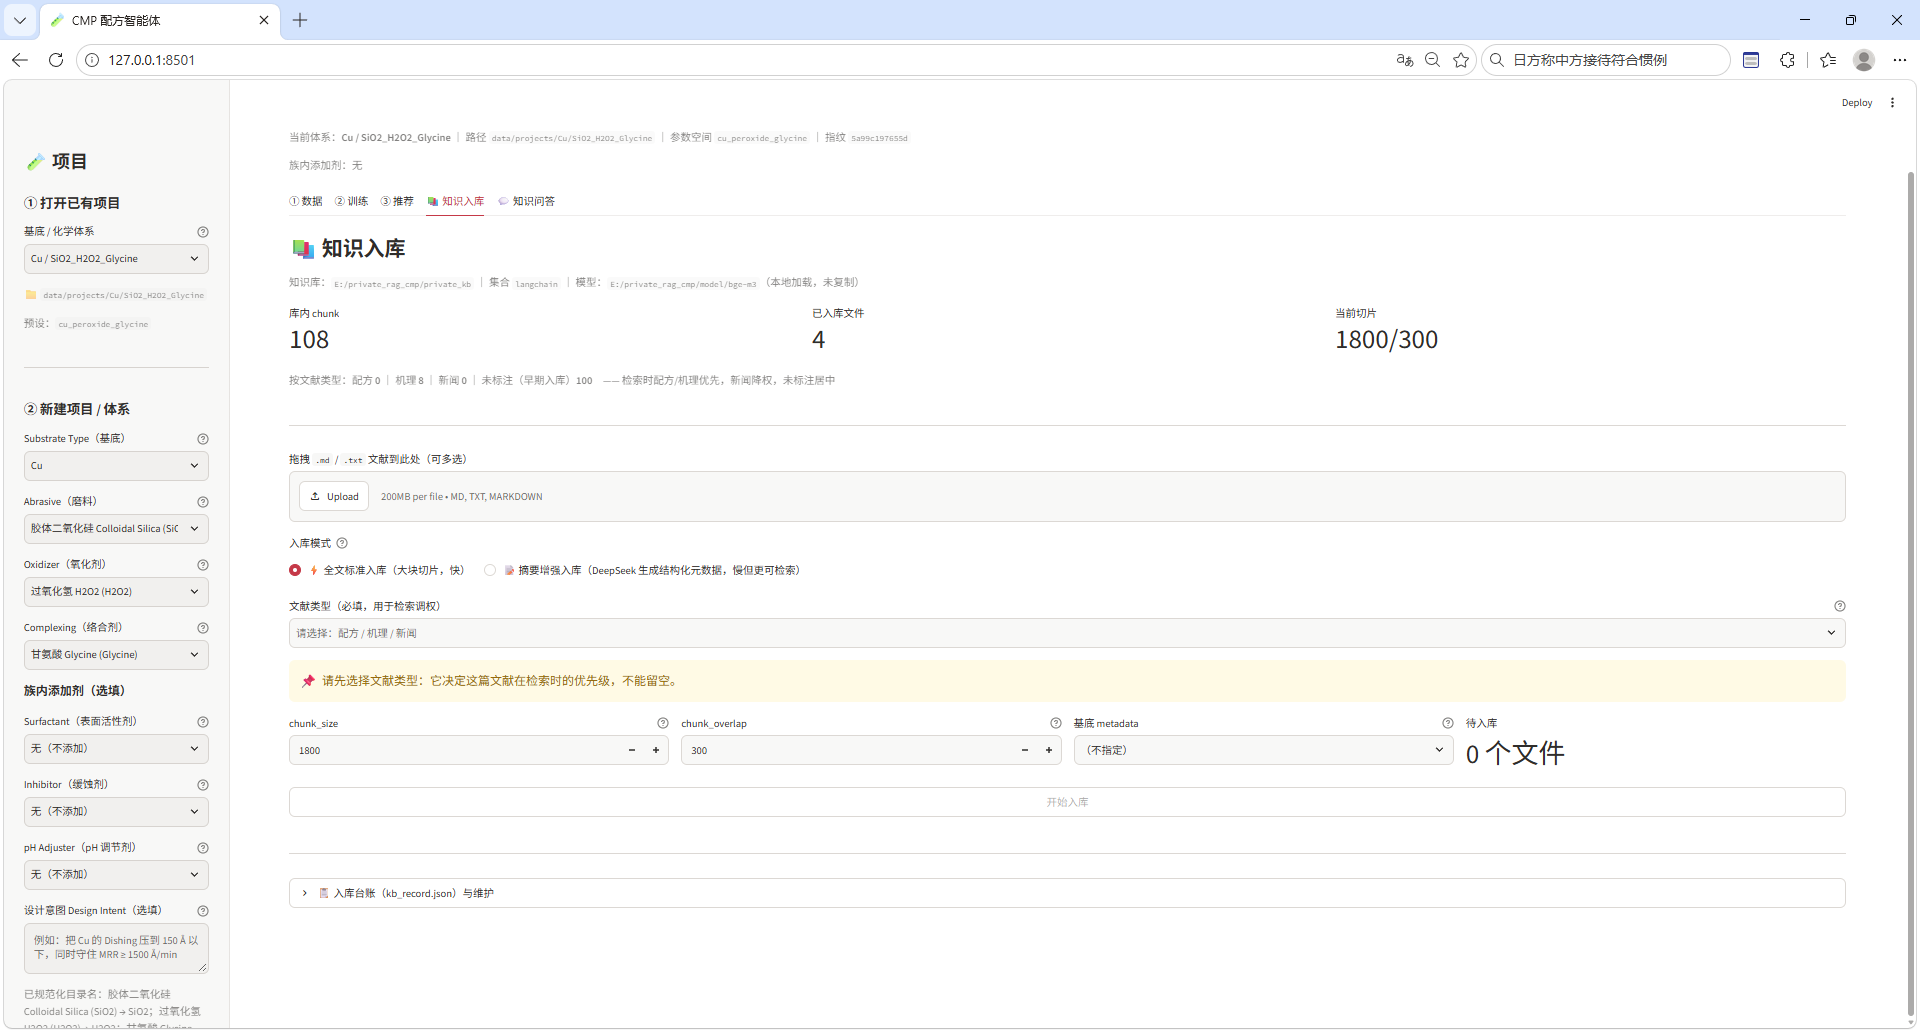 CMP 配方智能体
127.0.0.1:8501
日方称中方接待符合惯例
Deploy
项目
① 打开已有项目
基底 / 化学体系
Cu / SiO2_H2O2_Glycine
data/projects/Cu/SiO2_H2O2_Glycine
预设： cu_peroxide_glycine
② 新建项目 / 体系
Substrate Type（基底）
Cu
Abrasive（磨料）
胶体二氧化硅 Colloidal Silica (SiC
Oxidizer（氧化剂）
过氧化氢 H2O2 (H2O2)
Complexing（络合剂）
甘氨酸 Glycine (Glycine)
族内添加剂（选填）
Surfactant（表面活性剂）
无（不添加）
Inhibitor（缓蚀剂）
无（不添加）
pH Adjuster（pH 调节剂）
无（不添加）
设计意图 Design Intent（选填）
例如：把 Cu 的 Dishing 压到 150 Å 以
下，同时守住 MRR ≥ 1500 Å/min
已规范化目录名：胶体二氧化硅
Colloidal Silica (SiO2) → SiO2；过氧化氢
H2O2 (H2O2) → H2O2；甘氨酸 Glycine
当前体系：Cu / SiO2_H2O2_Glycine ｜ 路径 data/projects/Cu/SiO2_H2O2_Glycine ｜ 参数空间 cu_peroxide_glycine ｜ 指纹 5a99c197655d
族内添加剂：无
① 数据 ② 训练 ③ 推荐 知识入库 知识问答
知识入库
知识库： E:/private_rag_cmp/private_kb ｜ 集合 langchain ｜ 模型： E:/private_rag_cmp/model/bge-m3 （本地加载，未复制）
库内 chunk 已入库文件 当前切片
108 4 1800/300
按文献类型：配方 0 ｜ 机理 8 ｜ 新闻 0 ｜ 未标注（早期入库）100 —— 检索时配方/机理优先，新闻降权，未标注居中
拖拽 .md / .txt 文献到此处（可多选）
Upload 200MB per file • MD, TXT, MARKDOWN
入库模式
全文标准入库（大块切片，快） 摘要增强入库（DeepSeek 生成结构化元数据，慢但更可检索）
文献类型（必填，用于检索调权）
请选择：配方 / 机理 / 新闻
请先选择文献类型：它决定这篇文献在检索时的优先级，不能留空。
chunk_size chunk_overlap 基底 metadata 待入库
1800 300 （不指定） 0 个文件
开始入库
入库台账（kb_record.json）与维护